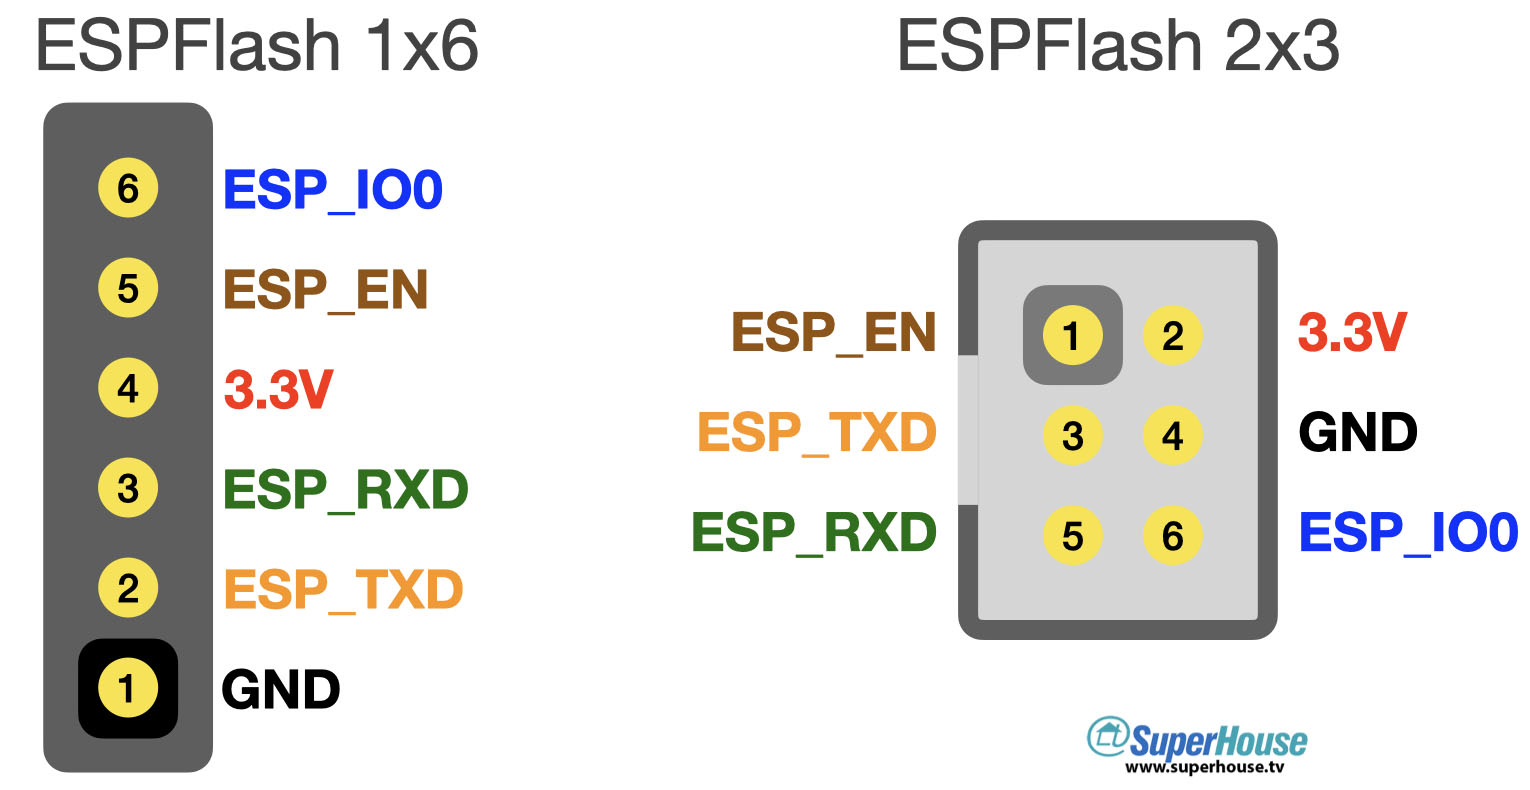 ESPFlash 1x6
6 ESP_IO0
5 ESP_EN
4 3.3V
3 ESP_RXD
2 ESP_TXD
1 GND
ESPFlash 2x3
ESP_EN 1 2 3.3V
ESP_TXD 3 4 GND
ESP_RXD 5 6 ESP_IO0
SuperHouse
www.superhouse.tv